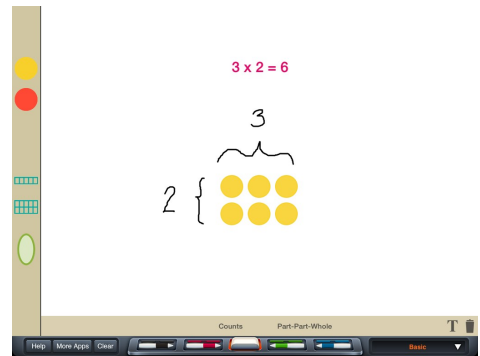 3 x 2 = 6
3
2
Counts Part-Part-Whole T
Help More Apps Clear Basic